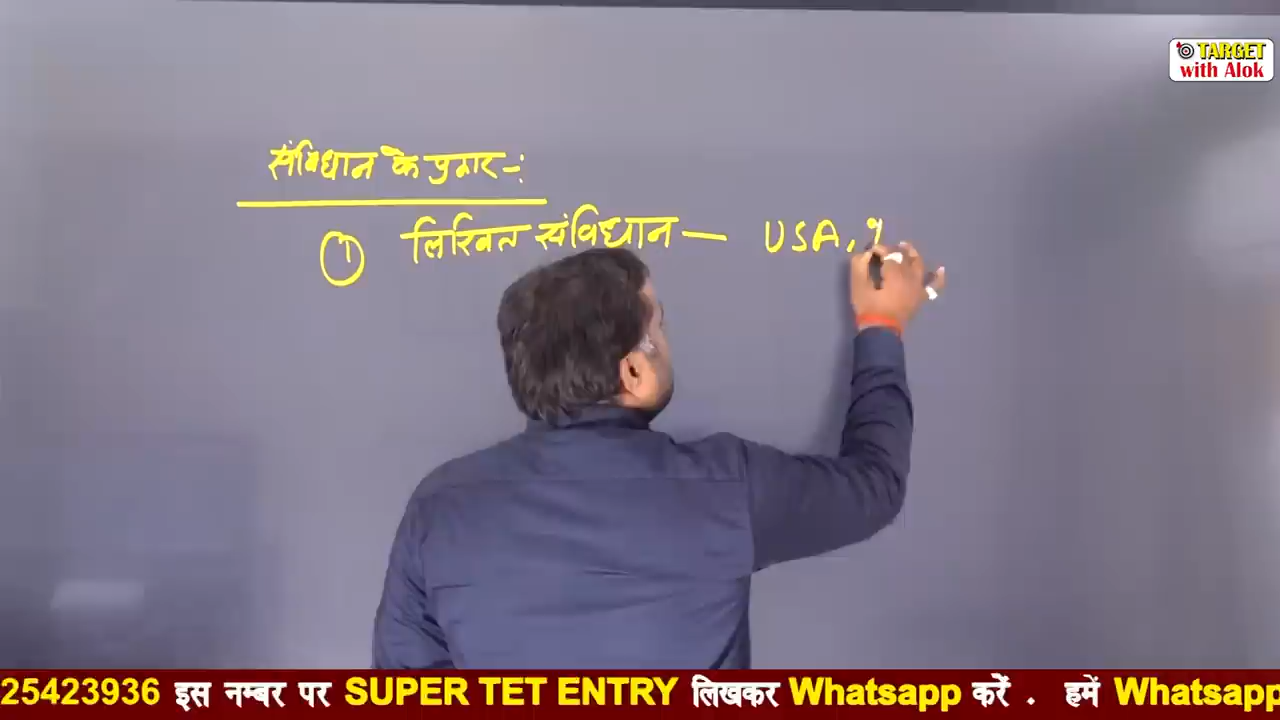 TARGET
with Alok
संविधान के प्रकार -:
① लिखित संविधान — USA,
25423936 इस नम्बर पर SUPER TET ENTRY लिखकर Whatsapp करें . हमें Whatsapp